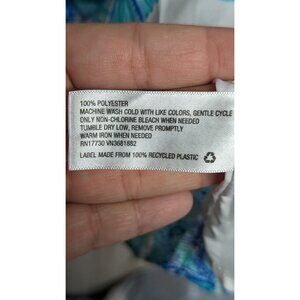 100% POLYESTER
MACHINE WASH COLD WITH LIKE COLORS, GENTLE CYCLE
ONLY NON-CHLORINE BLEACH WHEN NEEDED
TUMBLE DRY LOW, REMOVE PROMPTLY
WARM IRON WHEN NEEDED
RN17730 VN3681882
LABEL MADE FROM 100% RECYCLED PLASTIC